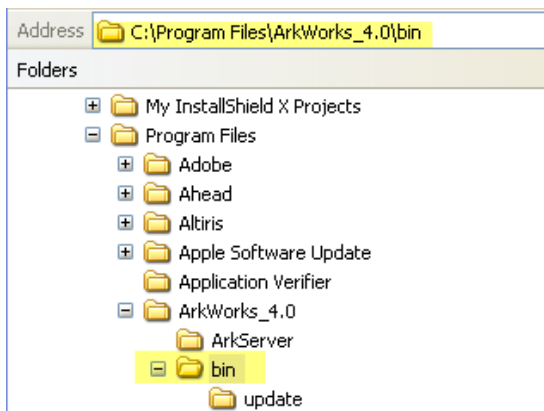 Address C:\Program Files\ArkWorks_4.0\bin
Folders
My InstallShield X Projects
Program Files
Adobe
Ahead
Altiris
Apple Software Update
Application Verifier
ArkWorks_4.0
ArkServer
bin
update